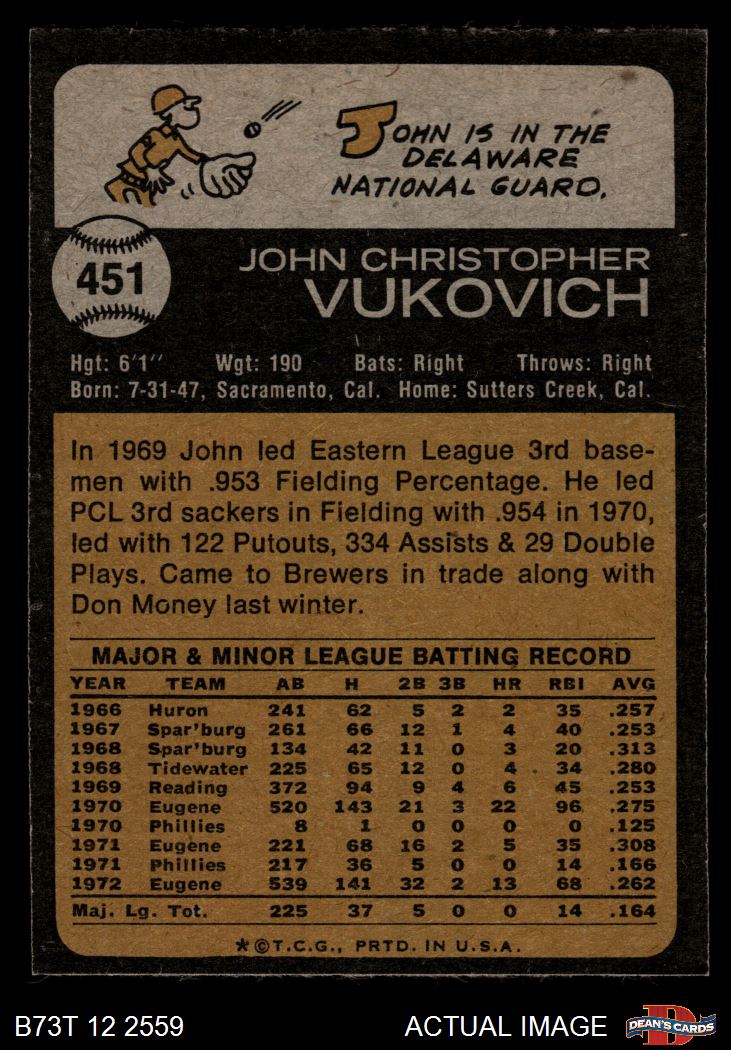 JOHN IS IN THE
DELAWARE
NATIONAL GUARD.
451
JOHN CHRISTOPHER
VUKOVICH
Hgt: 6'1" Wgt: 190 Bats: Right Throws: Right
Born: 7-31-47, Sacramento, Cal. Home: Sutters Creek, Cal.
In 1969 John led Eastern League 3rd base-
men with .953 Fielding Percentage. He led
PCL 3rd sackers in Fielding with .954 in 1970,
led with 122 Putouts, 334 Assists & 29 Double
Plays. Came to Brewers in trade along with
Don Money last winter.
MAJOR & MINOR LEAGUE BATTING RECORD
YEAR TEAM AB H 2B 3B HR RBI AVG
1966 Huron 241 62 5 2 2 35 .257
1967 Spar'burg 261 66 12 1 4 40 .253
1968 Spar'burg 134 42 11 0 3 20 .313
1968 Tidewater 225 65 12 0 4 34 .280
1969 Reading 372 94 9 4 6 45 .253
1970 Eugene 520 143 21 3 22 96 .275
1970 Phillies 8 1 0 0 0 0 .125
1971 Eugene 221 68 16 2 5 35 .308
1971 Phillies 217 36 5 0 0 14 .166
1972 Eugene 539 141 32 2 13 68 .262
Maj. Lg. Tot. 225 37 5 0 0 14 .164
*©T.C.G., PRTD. IN U.S.A.
B73T 12 2559 ACTUAL IMAGE
D
DEAN'S CARDS